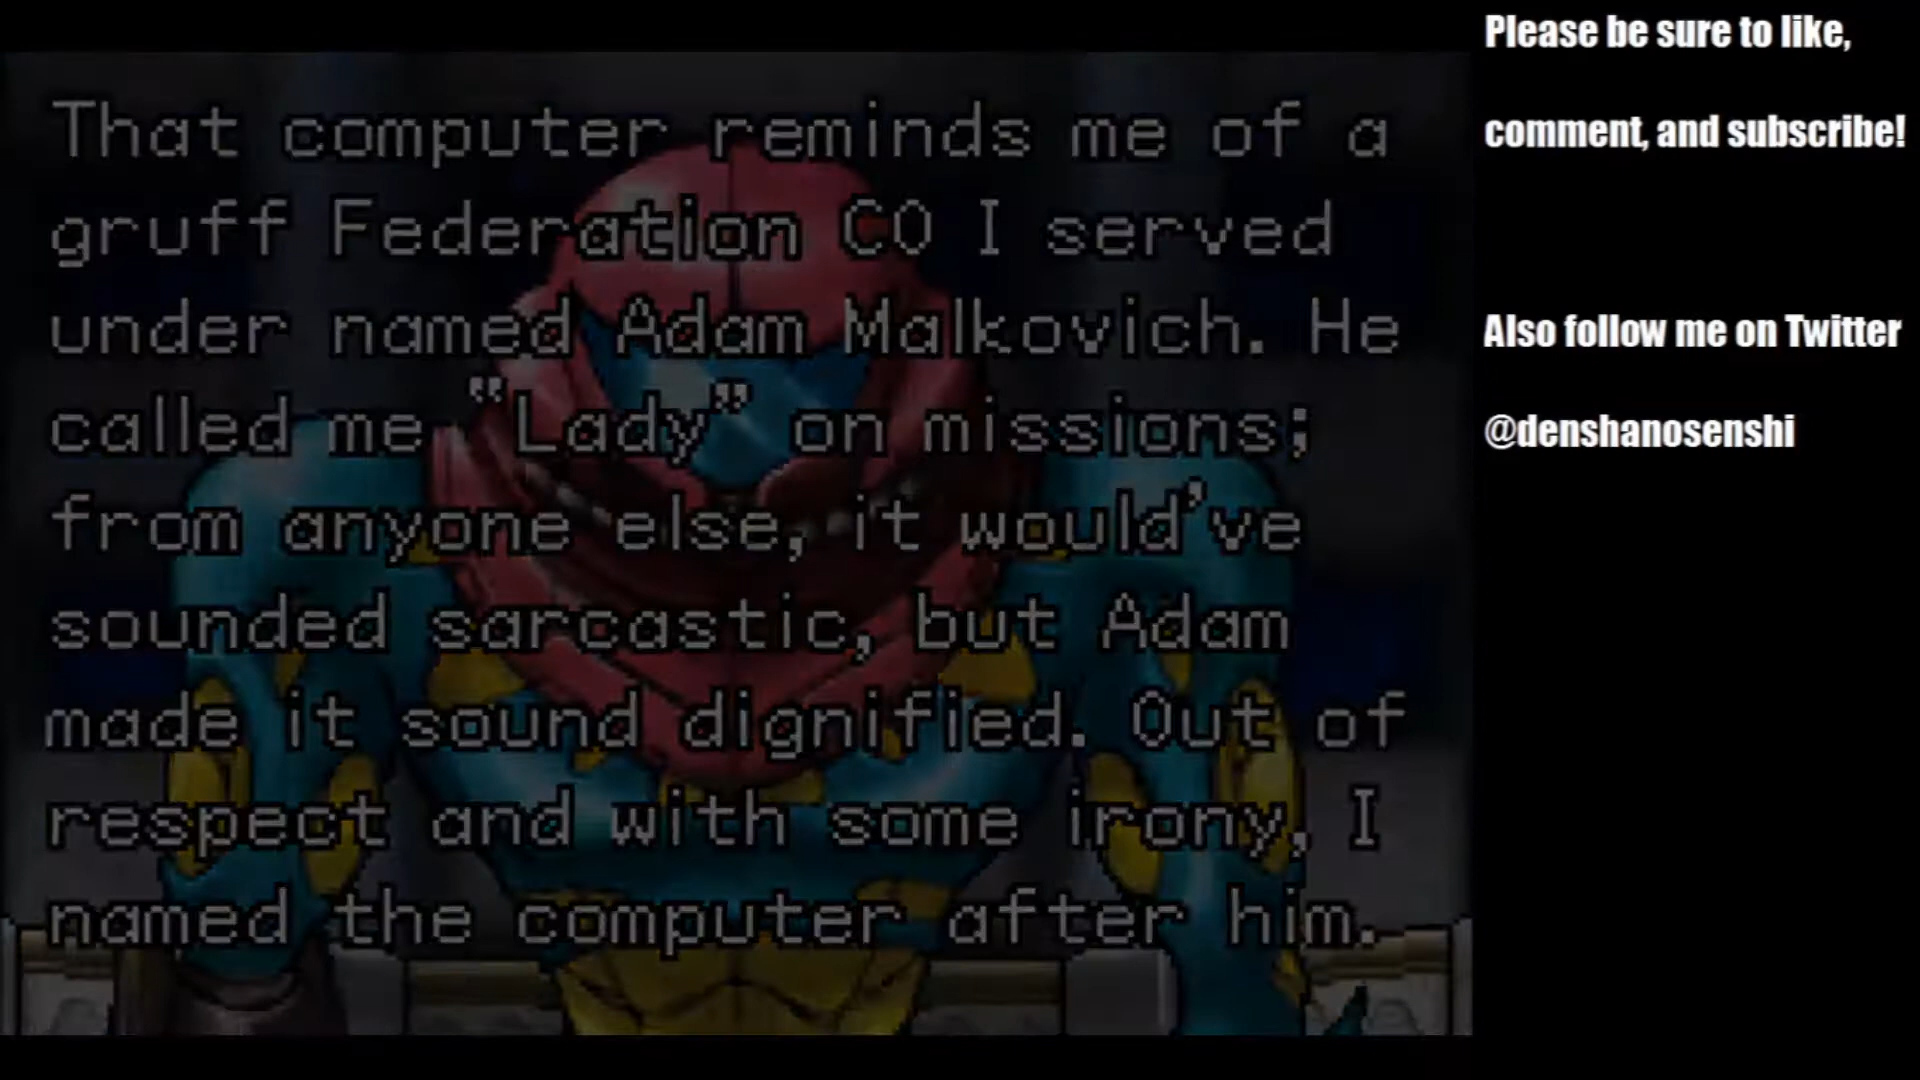 That computer reminds me of a
gruff Federation CO I served
under named Adam Malkovich. He
called me "Lady" on missions;
from anyone else, it would've
sounded sarcastic, but Adam
made it sound dignified. Out of
respect and with some irony, I
named the computer after him.
Please be sure to like,
comment, and subscribe!
Also follow me on Twitter
@denshanosenshi